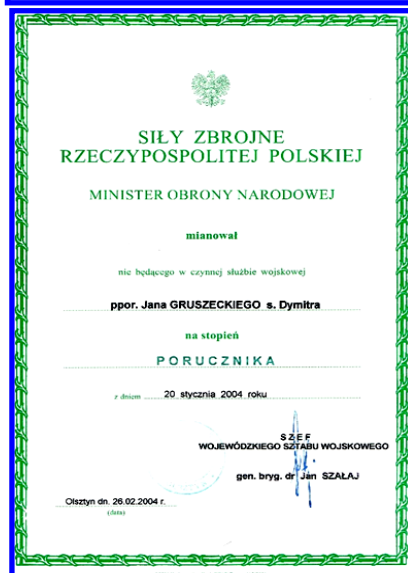 SIŁY ZBROJNE
RZECZYPOSPOLITEJ POLSKIEJ
MINISTER OBRONY NARODOWEJ
mianował
nie będącego w czynnej służbie wojskowej
ppor. Jana GRUSZECKIEGO s. Dymitra
na stopień
PORUCZNIKA
z dniem 20 stycznia 2004 roku
SZEF
WOJEWÓDZKIEGO SZTABU WOJSKOWEGO
gen. bryg. dr Jan SZAŁAJ
Olsztyn dn. 26.02.2004 r.
(data)